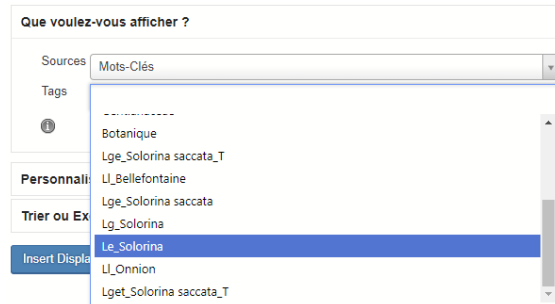 Que voulez-vous afficher ?
Sources Mots-Clés
Tags
Botanique
Lge_Solorina saccata_T
Ll_Bellefontaine
Lge_Solorina saccata
Personnali
Lg_Solorina
Trier ou Ex
Le_Solorina
Insert Displa
Ll_Onnion
Lget_Solorina saccata_T